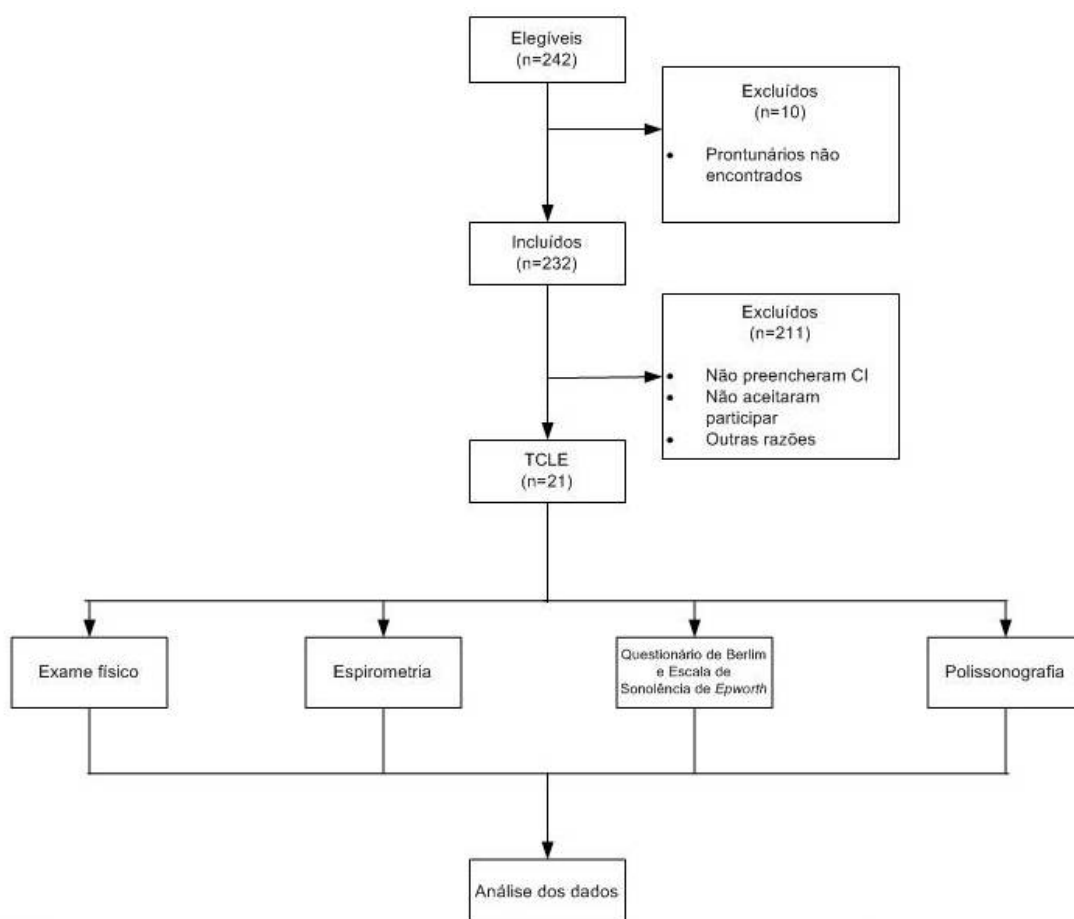 Elegíveis
(n=242)
Excluídos
(n=10)
• Prontunários não
encontrados
Incluídos
(n=232)
Excluídos
(n=211)
• Não preencheram CI
• Não aceitaram
participar
• Outras razões
TCLE
(n=21)
Exame físico
Espirometria
Questionário de Berlim
e Escala de
Sonolência de Epworth
Polissonografia
Análise dos dados